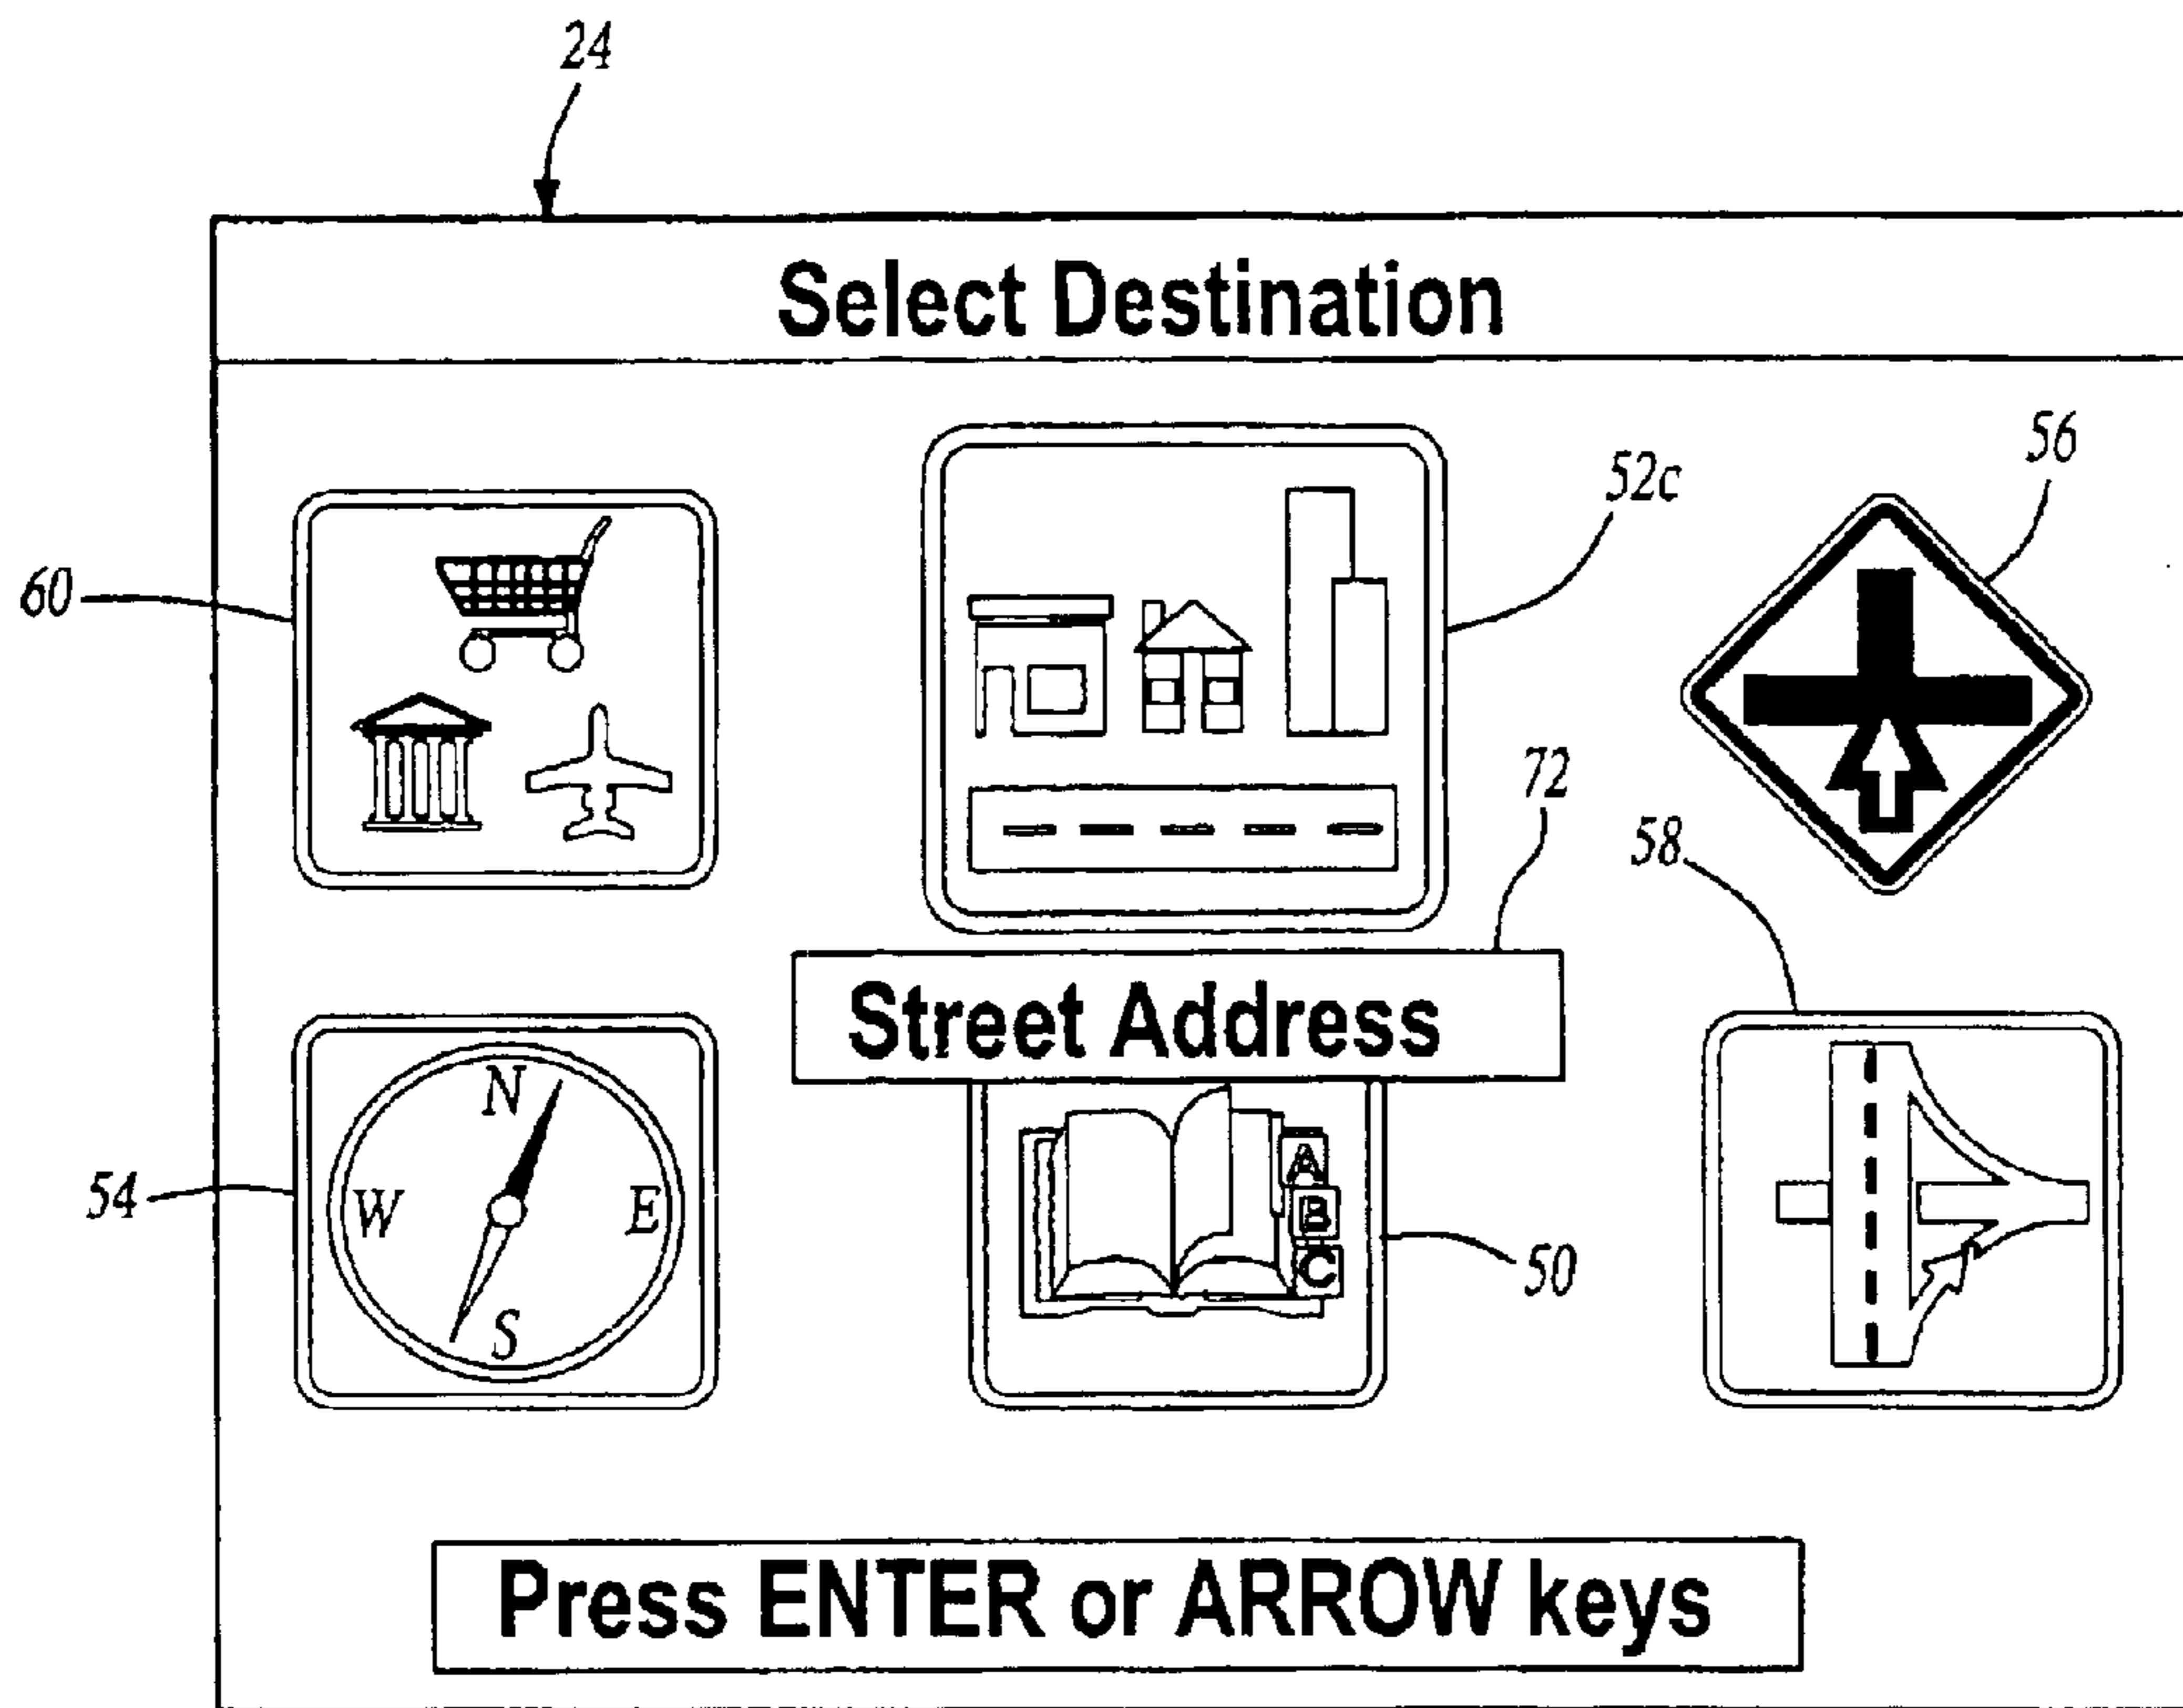 24
Select Destination
56
52c
60
72
58
Street Address
N
W
E
S
54
A
B
C
50
Press ENTER or ARROW keys